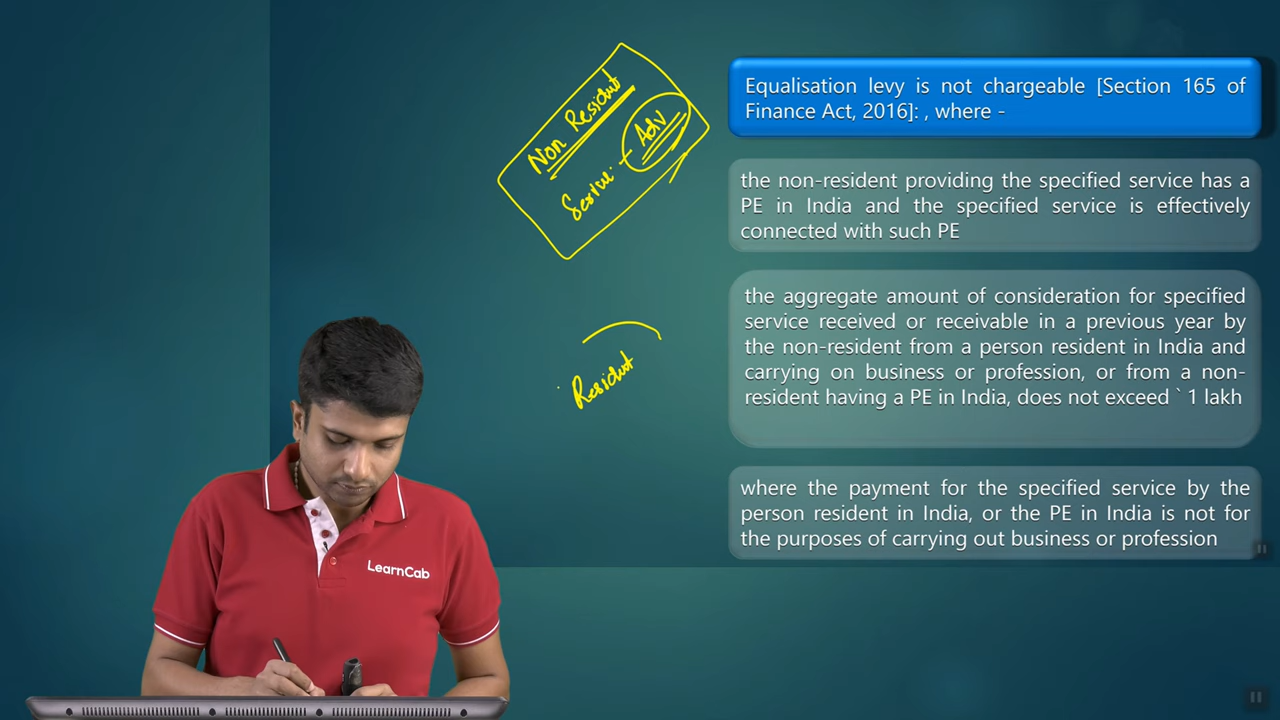 Non Resident
Service - Adv
Resident
LearnCab
Equalisation levy is not chargeable [Section 165 of
Finance Act, 2016]: , where -
the non-resident providing the specified service has a
PE in India and the specified service is effectively
connected with such PE
the aggregate amount of consideration for specified
service received or receivable in a previous year by
the non-resident from a person resident in India and
carrying on business or profession, or from a non-
resident having a PE in India, does not exceed ` 1 lakh
where the payment for the specified service by the
person resident in India, or the PE in India is not for
the purposes of carrying out business or profession